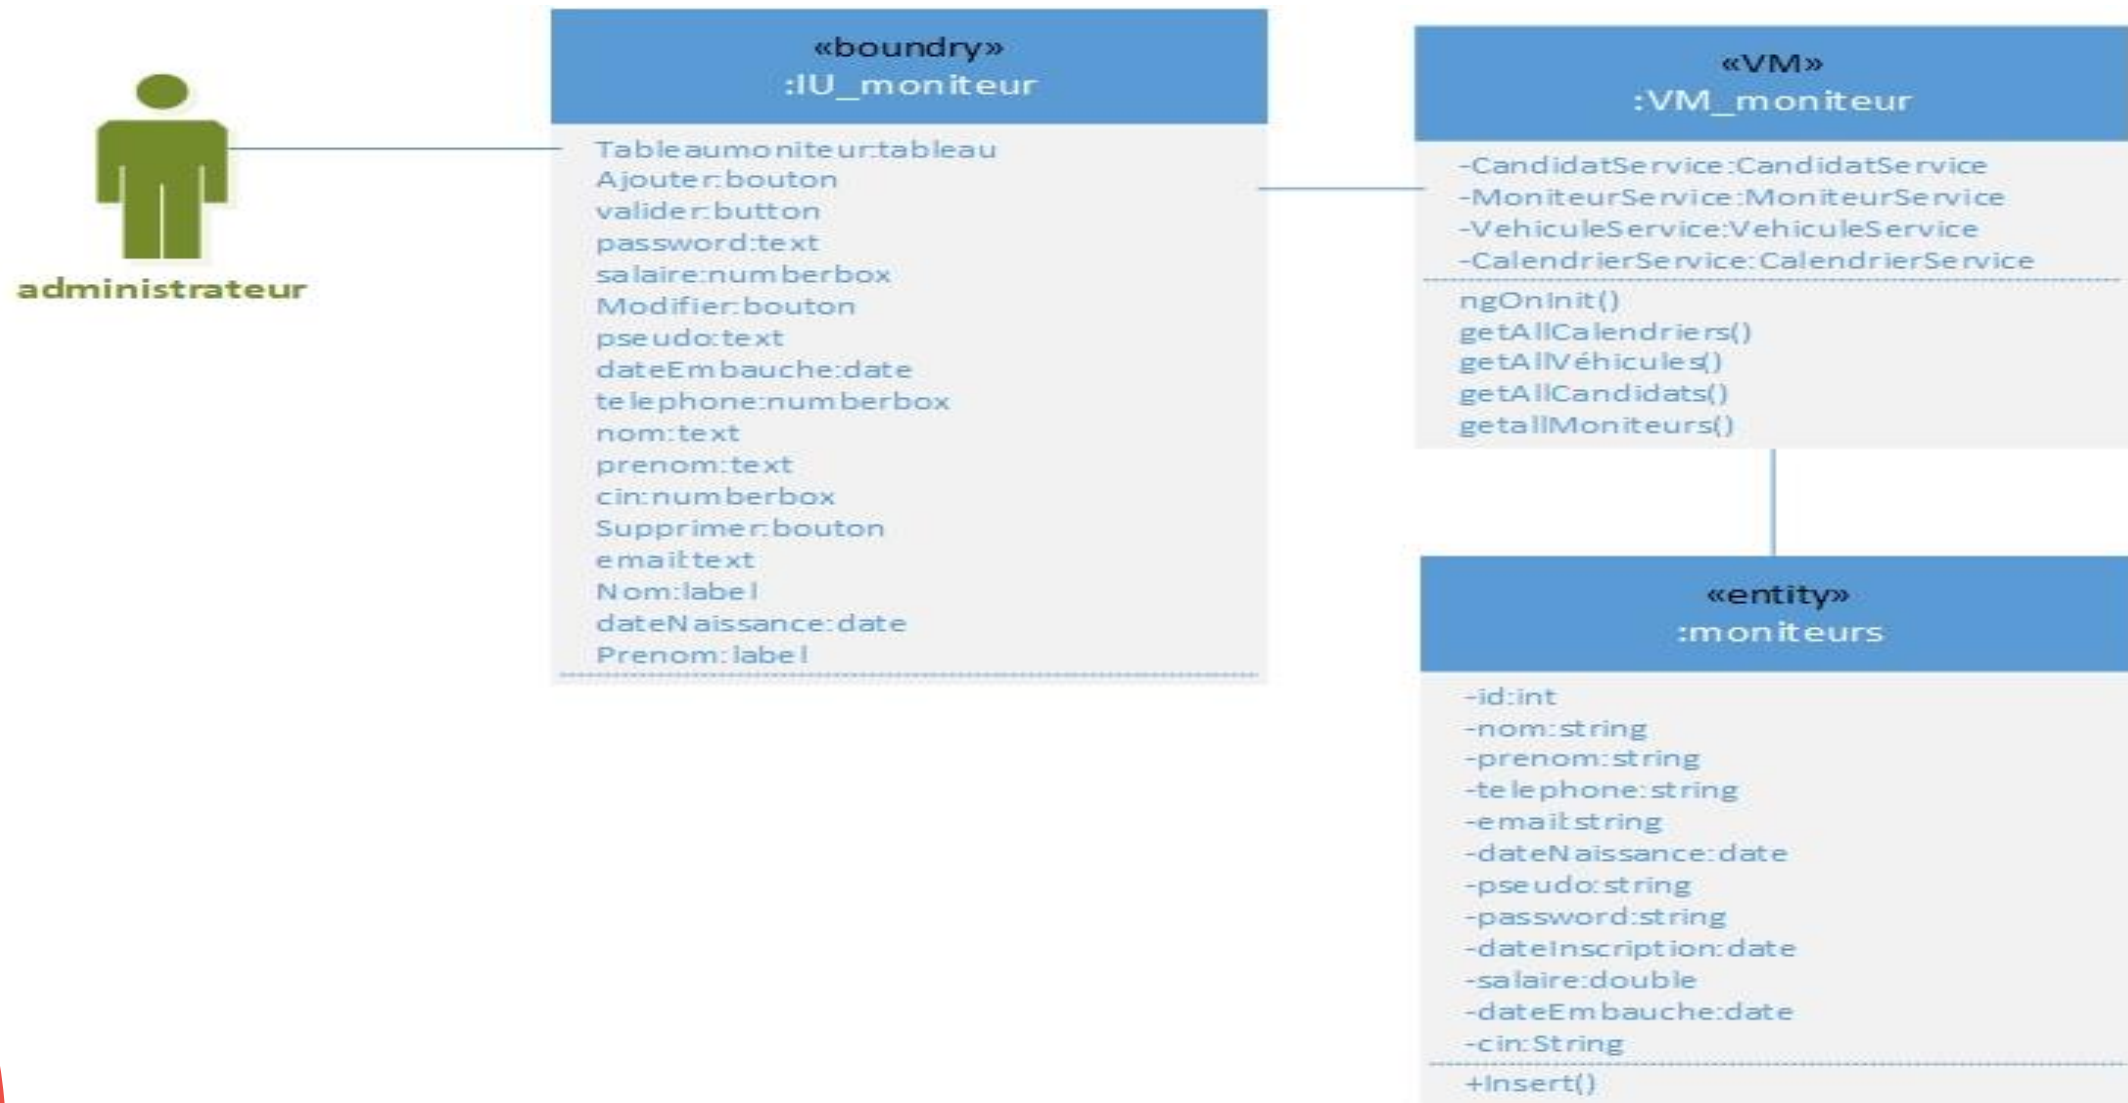 administrateur
«boundry»
:IU_moniteur
Tableaumoniteur:tableau
Ajouter:bouton
valider:button
password:text
salaire:numberbox
Modifier:bouton
pseudo:text
dateEmbauche:date
telephone:numberbox
nom:text
prenom:text
cin:numberbox
Supprimer:bouton
email:text
Nom:label
dateNaissance:date
Prenom:label
«VM»
:VM_moniteur
-CandidatService:CandidatService
-MoniteurService:MoniteurService
-VehiculeService:VehiculeService
-CalendrierService:CalendrierService
ngOnInit()
getAllCalendriers()
getAllVéhicules()
getAllCandidats()
getallMoniteurs()
«entity»
:moniteurs
-id:int
-nom:string
-prenom:string
-telephone:string
-email:string
-dateNaissance:date
-pseudo:string
-password:string
-dateInscription:date
-salaire:double
-dateEmbauche:date
-cin:String
+Insert()